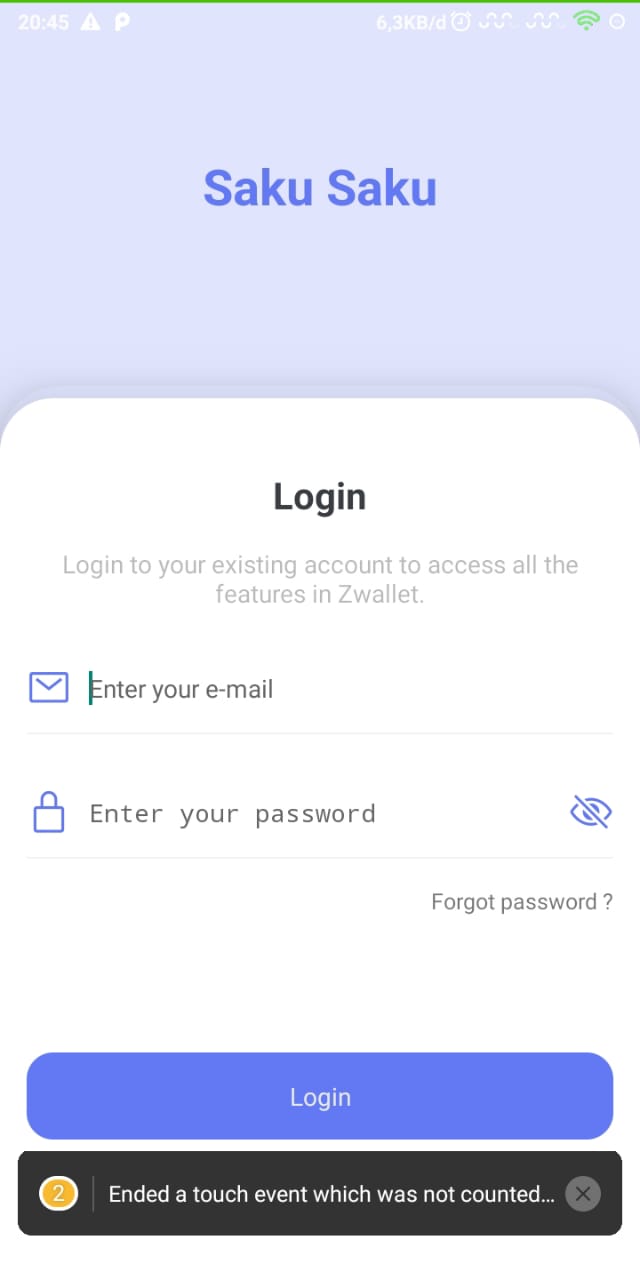 20:45 6,3KB/d
Saku Saku
Login
Login to your existing account to access all the
features in Zwallet.
Enter your e-mail
Enter your password
Forgot password ?
Login
2 Ended a touch event which was not counted...